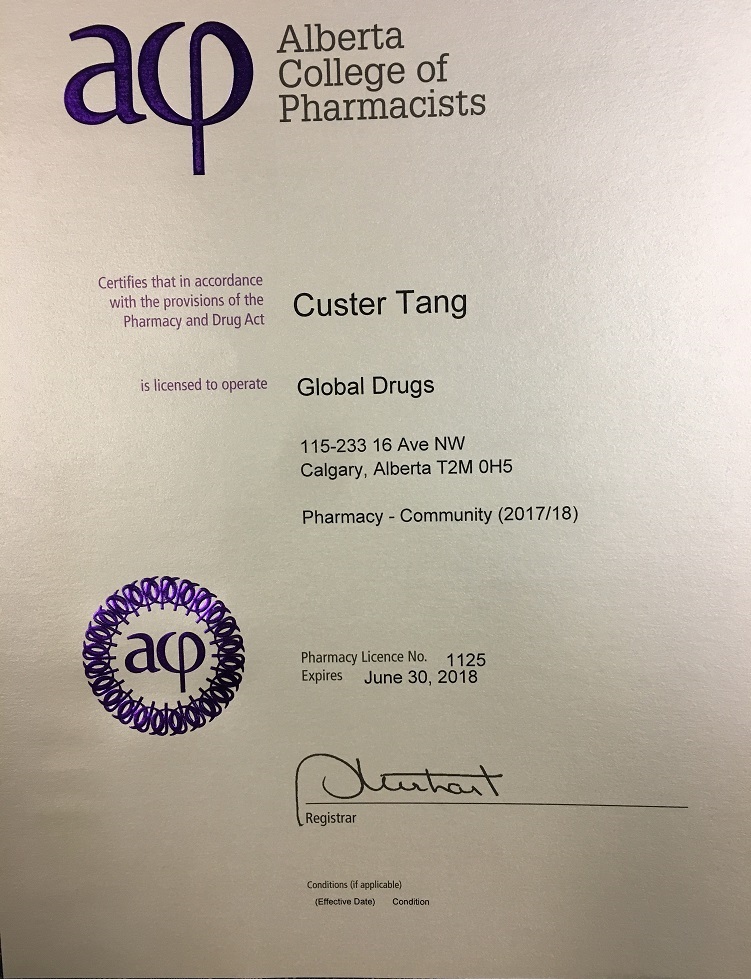 acp
Alberta
College of
Pharmacists
Certifies that in accordance
with the provisions of the
Pharmacy and Drug Act
Custer Tang
is licensed to operate
Global Drugs
115-233 16 Ave NW
Calgary, Alberta T2M 0H5
Pharmacy - Community (2017/18)
acp
Pharmacy Licence No. 1125
Expires June 30, 2018
Registrar
Conditions (if applicable)
(Effective Date) Condition